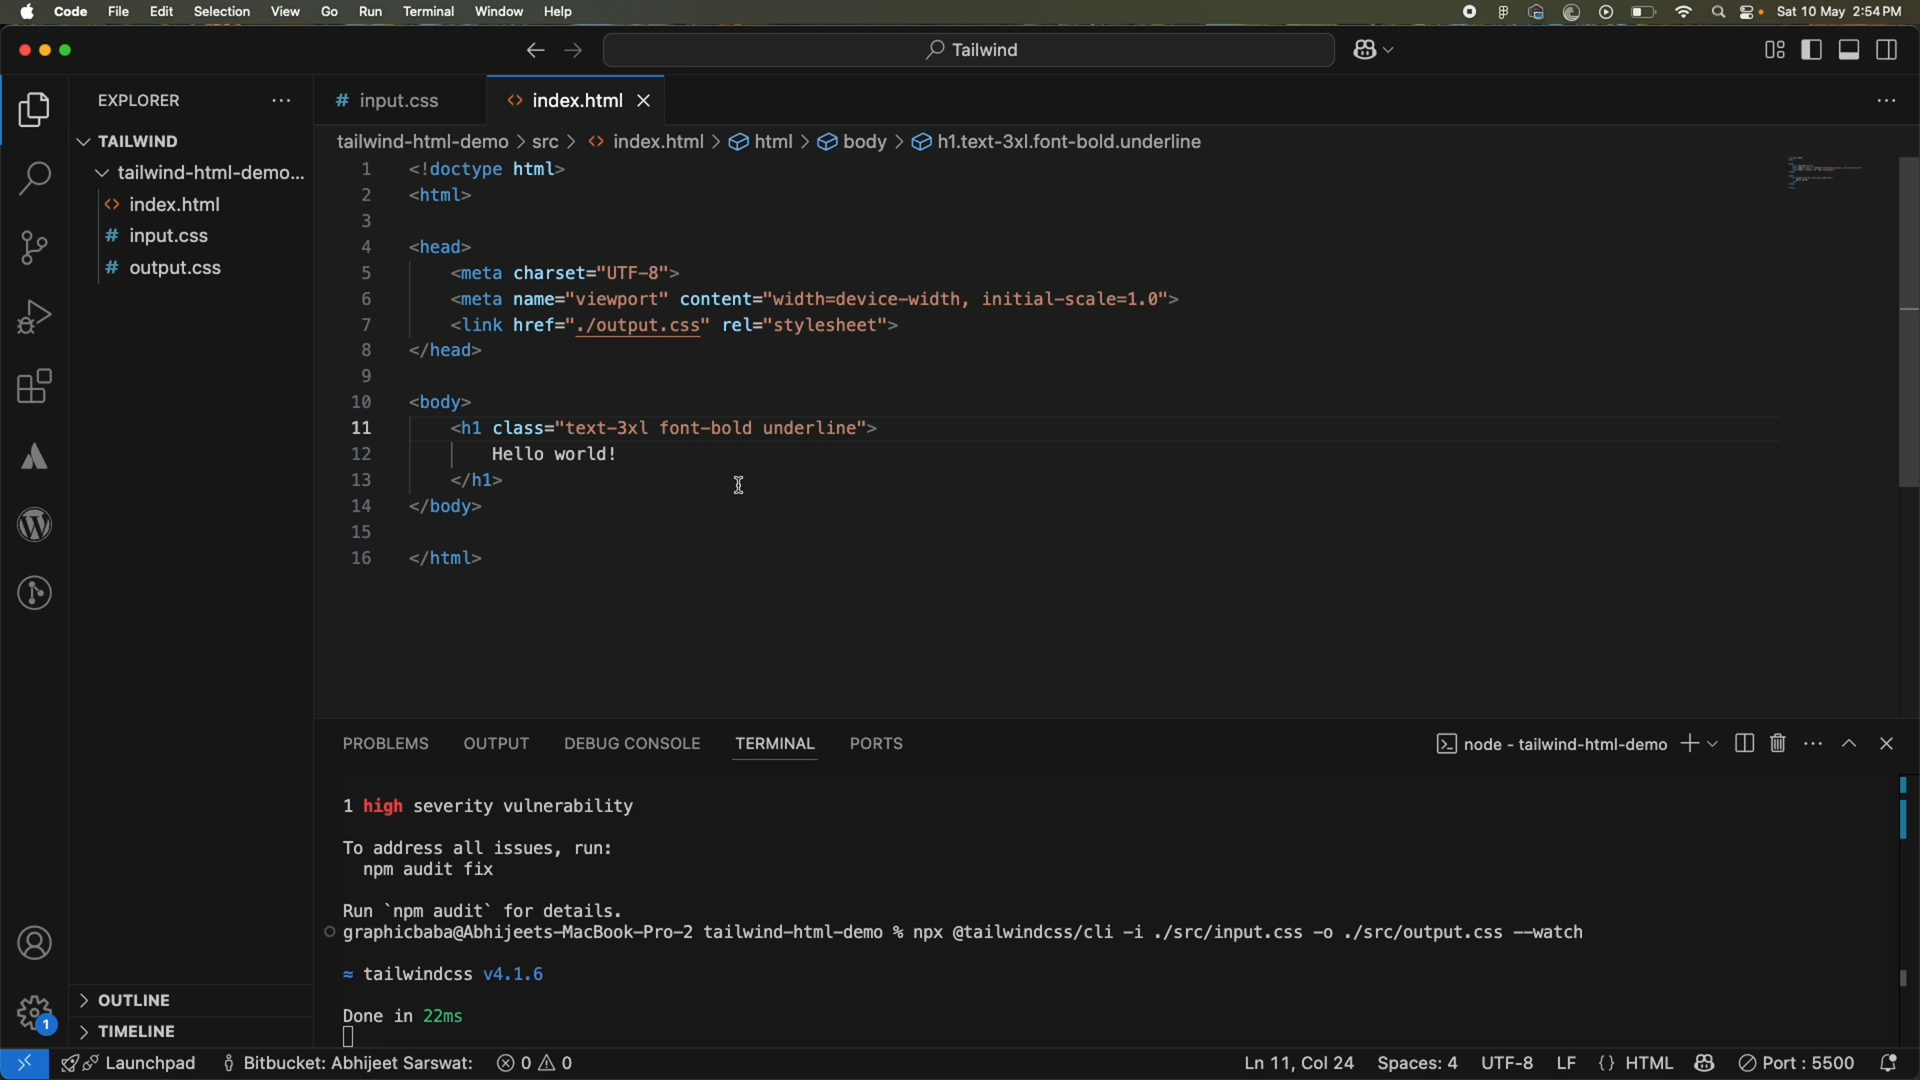 Code File Edit Selection View Go Run Terminal Window Help Sat 10 May 2:54 PM
Tailwind
EXPLORER
TAILWIND
tailwind-html-demo...
index.html
input.css
output.css
OUTLINE
TIMELINE
# input.css <> index.html
tailwind-html-demo > src > <> index.html > html > body > h1.text-3xl.font-bold.underline
1 <!doctype html>
2 <html>
3
4 <head>
5 <meta charset="UTF-8">
6 <meta name="viewport" content="width=device-width, initial-scale=1.0">
7 <link href="./output.css" rel="stylesheet">
8 </head>
9
10 <body>
11 <h1 class="text-3xl font-bold underline">
12 Hello world!
13 </h1>
14 </body>
15
16 </html>
PROBLEMS OUTPUT DEBUG CONSOLE TERMINAL PORTS node - tailwind-html-demo
1 high severity vulnerability
To address all issues, run:
npm audit fix
Run `npm audit` for details.
graphicbaba@Abhijeets-MacBook-Pro-2 tailwind-html-demo % npx @tailwindcss/cli -i ./src/input.css -o ./src/output.css --watch
≈ tailwindcss v4.1.6
Done in 22ms
1
Launchpad Bitbucket: Abhijeet Sarswat: 0 0 Ln 11, Col 24 Spaces: 4 UTF-8 LF {} HTML Port : 5500